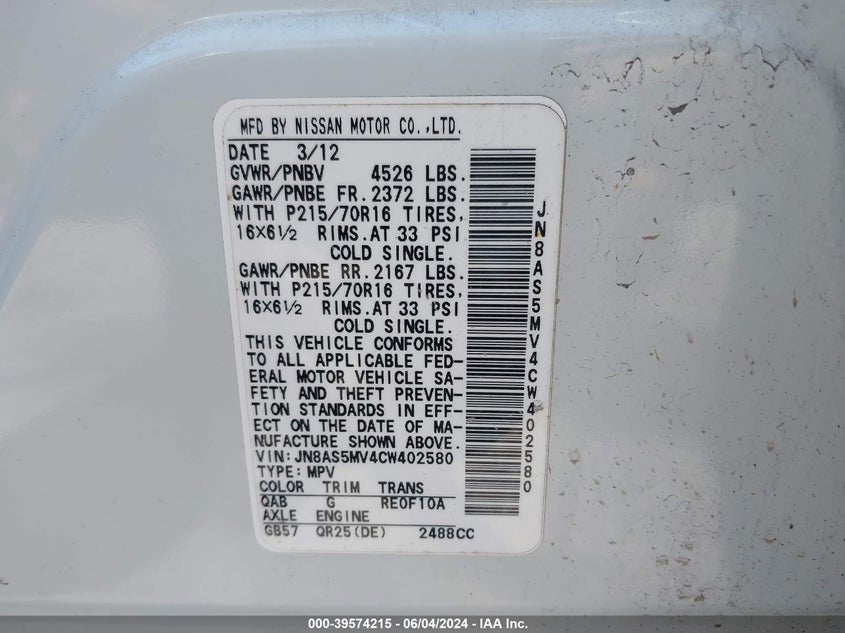 MFD BY NISSAN MOTOR CO.,LTD.
DATE 3/12
GVWR/PNBV 4526 LBS.
GAWR/PNBE FR. 2372 LBS.
WITH P215/70R16 TIRES,
16×6½ RIMS. AT 33 PSI
COLD SINGLE.
GAWR/PNBE RR. 2167 LBS.
WITH P215/70R16 TIRES,
16×6½ RIMS. AT 33 PSI
COLD SINGLE.
THIS VEHICLE CONFORMS
TO ALL APPLICABLE FED-
ERAL MOTOR VEHICLE SA-
FETY AND THEFT PREVEN-
TION STANDARDS IN EFF-
ECT ON THE DATE OF MA-
NUFACTURE SHOWN ABOVE.
VIN:JN8AS5MV4CW402580
TYPE: MPV
COLOR TRIM TRANS
QAB G RE0F10A
AXLE ENGINE
GB57 QR25(DE) 2488CC
JN8AS5MV4CW402580
000-39574215 - 06/04/2024 - IAA Inc.